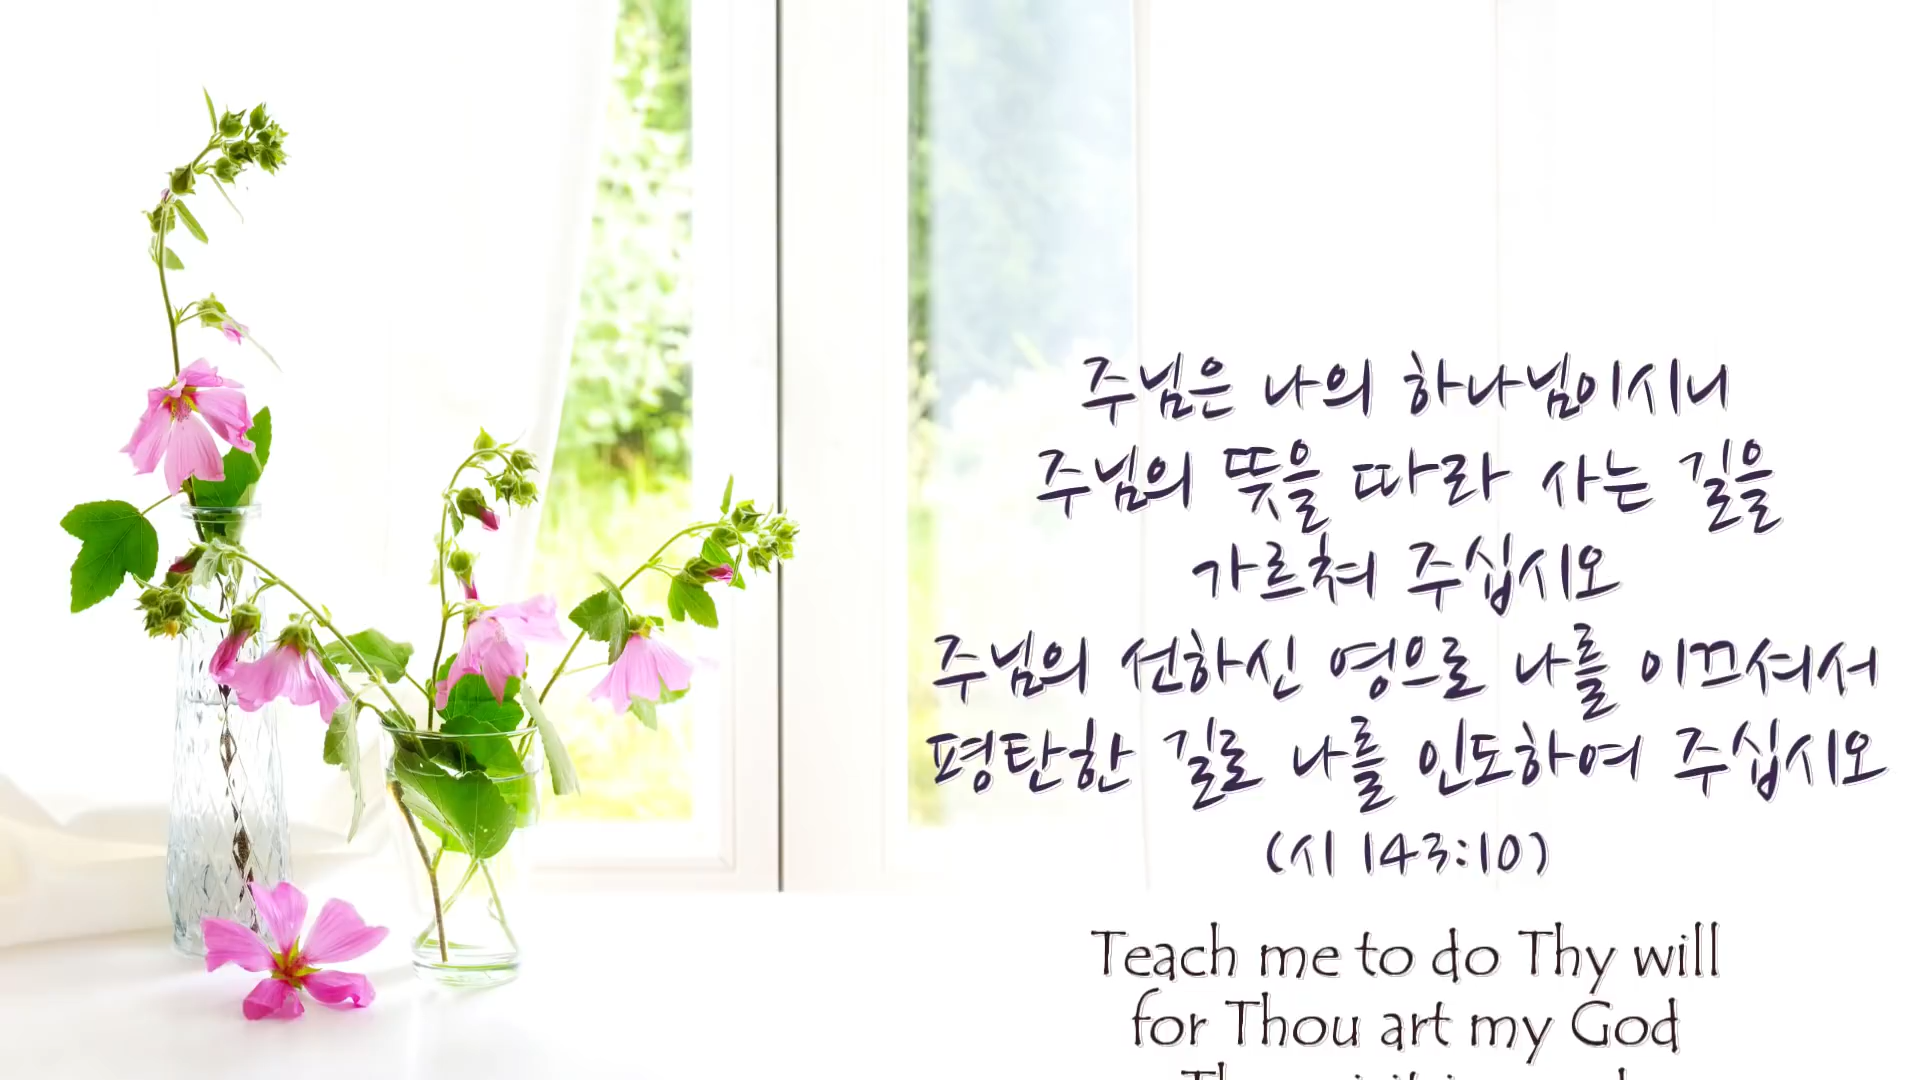 주님은 나의 하나님이시니
주님의 뜻을 따라 사는 길을
가르쳐 주십시오
주님의 선하신 영으로 나를 이끄셔서
평탄한 길로 나를 인도하여 주십시오
(시 143:10)
Teach me to do Thy will
for Thou art my God